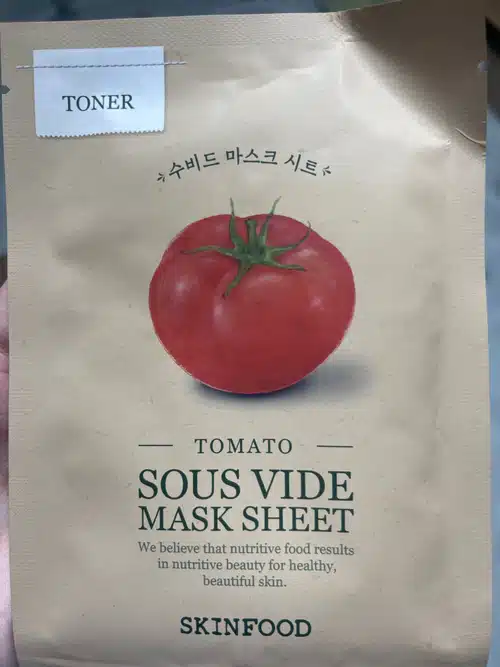 TONER
수비드 마스크 시트
TOMATO
SOUS VIDE
MASK SHEET
We believe that nutritive food results
in nutritive beauty for healthy,
beautiful skin.
SKINFOOD